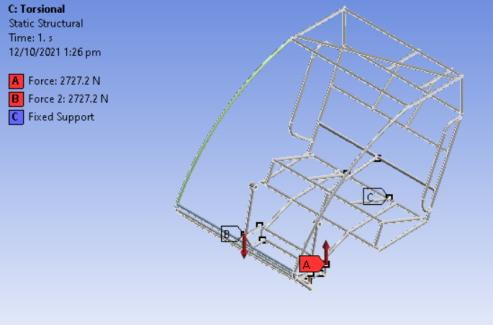 C: Torsional
Static Structural
Time: 1. s
12/10/2021 1:26 pm
A Force: 2727.2 N
B Force 2: 2727.2 N
C Fixed Support
C
B
A